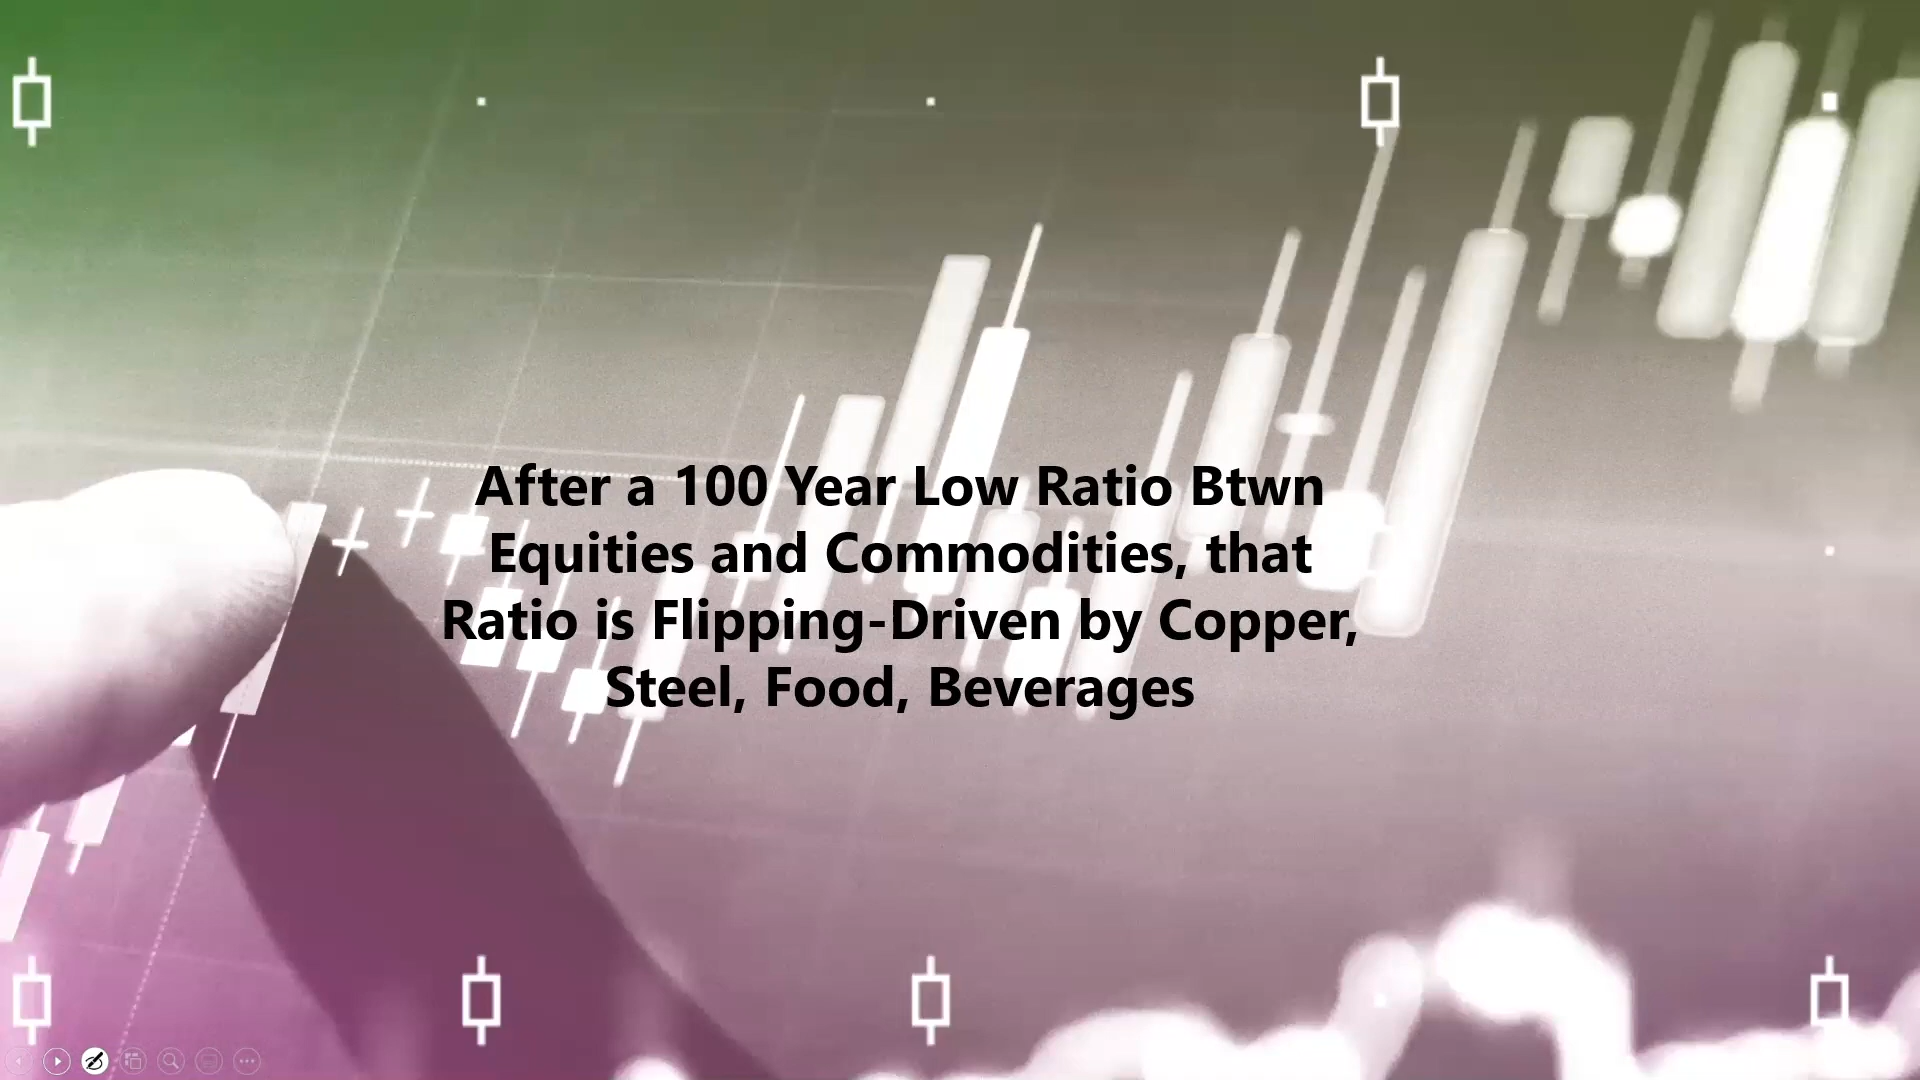 After a 100 Year Low Ratio Btwn
Equities and Commodities, that
Ratio is Flipping-Driven by Copper,
Steel, Food, Beverages